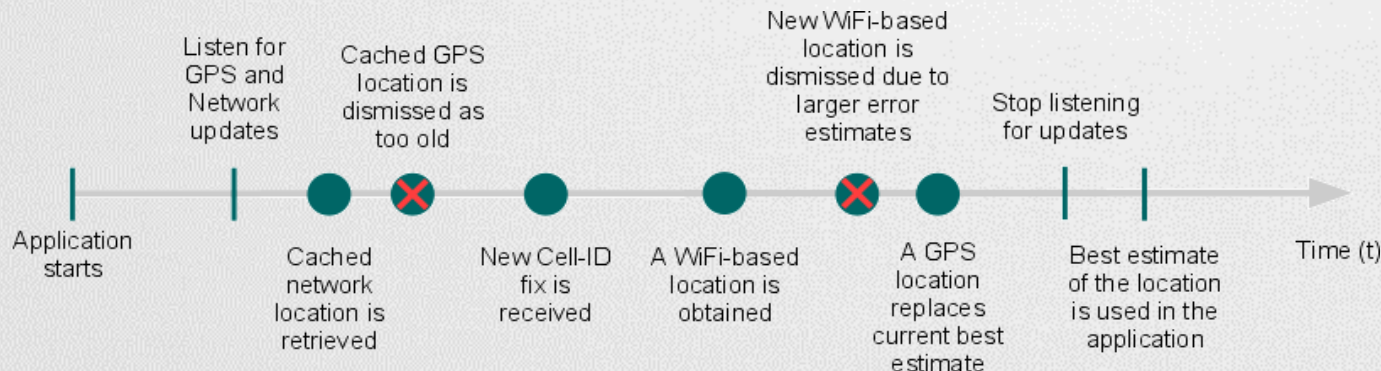 Application
starts
Listen for
GPS and
Network
updates
Cached
network
location is
retrieved
Cached GPS
location is
dismissed as
too old
New Cell-ID
fix is
received
A WiFi-based
location is
obtained
New WiFi-based
location is
dismissed due to
larger error
estimates
A GPS
location
replaces
current best
estimate
Stop listening
for updates
Best estimate
of the location
is used in the
application
Time (t)